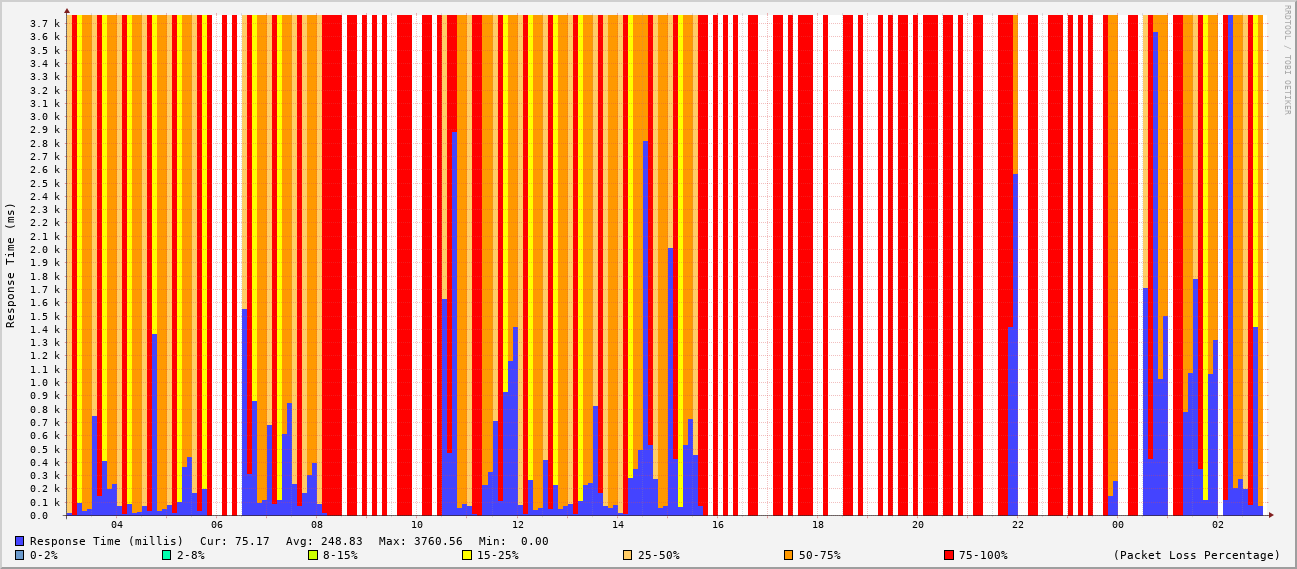 RRDTOOL / TOBI OETIKER
Response Time (ms)
3.7 k
3.6 k
3.5 k
3.4 k
3.3 k
3.2 k
3.1 k
3.0 k
2.9 k
2.8 k
2.7 k
2.6 k
2.5 k
2.4 k
2.3 k
2.2 k
2.1 k
2.0 k
1.9 k
1.8 k
1.7 k
1.6 k
1.5 k
1.4 k
1.3 k
1.2 k
1.1 k
1.0 k
0.9 k
0.8 k
0.7 k
0.6 k
0.5 k
0.4 k
0.3 k
0.2 k
0.1 k
0.0
04 06 08 10 12 14 16 18 20 22 00 02
Response Time (millis) Cur: 75.17 Avg: 248.83 Max: 3760.56 Min: 0.00
0-2% 2-8% 8-15% 15-25% 25-50% 50-75% 75-100% (Packet Loss Percentage)